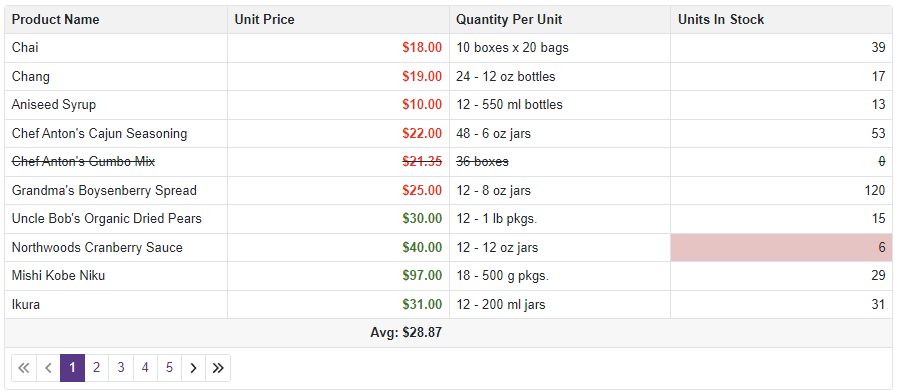 Product Name Unit Price Quantity Per Unit Units In Stock
Chai $18.00 10 boxes x 20 bags 39
Chang $19.00 24 - 12 oz bottles 17
Aniseed Syrup $10.00 12 - 550 ml bottles 13
Chef Anton's Cajun Seasoning $22.00 48 - 6 oz jars 53
Chef Anton's Gumbo Mix $21.35 36 boxes 0
Grandma's Boysenberry Spread $25.00 12 - 8 oz jars 120
Uncle Bob's Organic Dried Pears $30.00 12 - 1 lb pkgs. 15
Northwoods Cranberry Sauce $40.00 12 - 12 oz jars 6
Mishi Kobe Niku $97.00 18 - 500 g pkgs. 29
Ikura $31.00 12 - 200 ml jars 31
Avg: $28.87
1 2 3 4 5